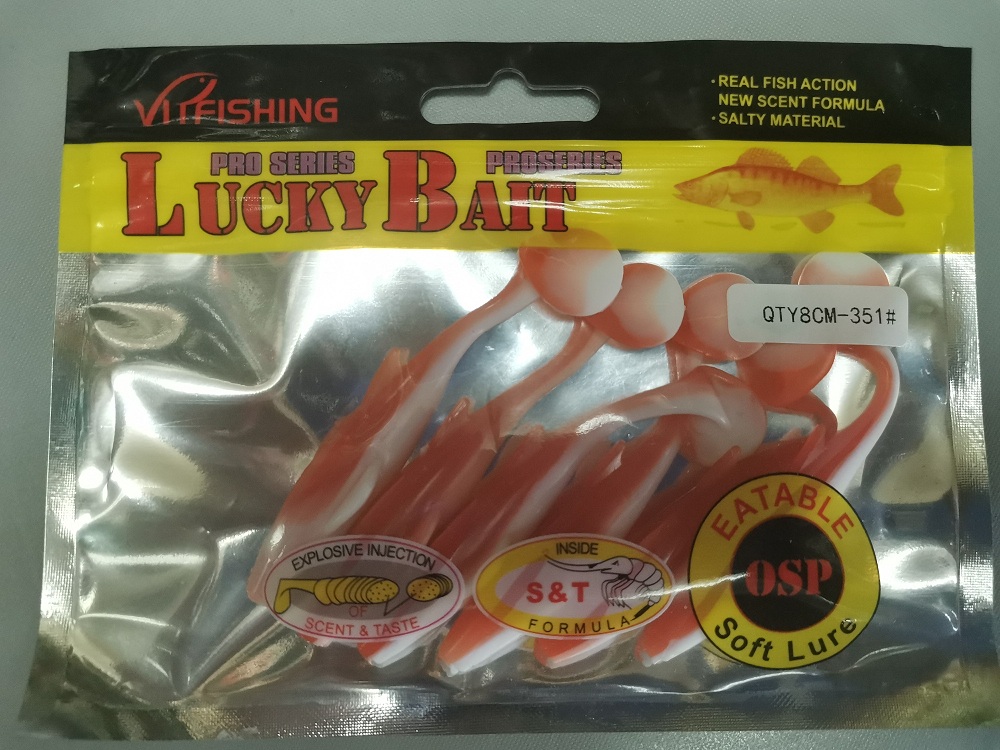 VITFISHING
· REAL FISH ACTION
NEW SCENT FORMULA
· SALTY MATERIAL
PRO SERIES PROSERIES
LUCKY BAIT
QTY8CM-351#
EXPLOSIVE INJECTION
OF
SCENT & TASTE
INSIDE
S&T
FORMULA
EATABLE
OSP
Soft Lure